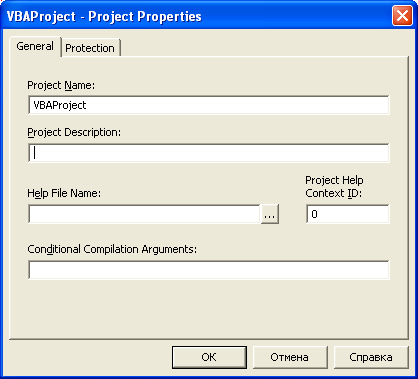 VBAProject - Project Properties
General Protection
Project Name:
VBAProject
Project Description:
Help File Name:
Project Help
Context ID:
...
0
Conditional Compilation Arguments:
OK Отмена Справка